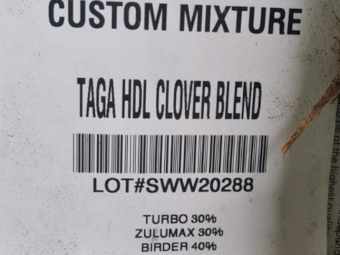 CUSTOM MIXTURE
TAGA HDL CLOVER BLEND
LOT#SWW20288
TURBO 30%
ZULUMAX 30%
BIRDER 40%